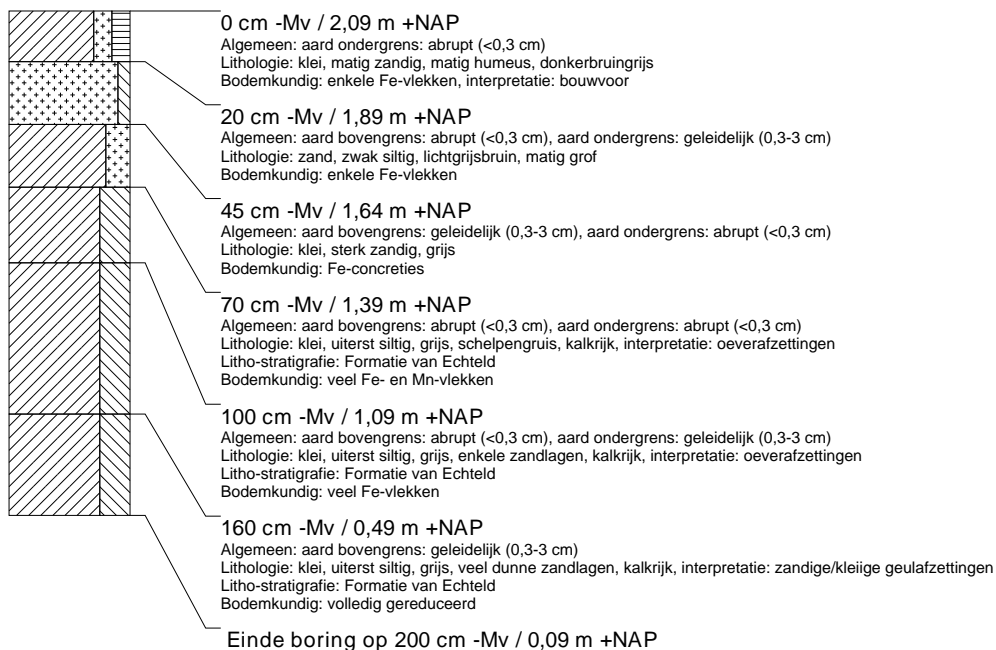 0 cm -Mv / 2,09 m +NAP
Algemeen: aard ondergrens: abrupt (<0,3 cm)
Lithologie: klei, matig zandig, matig humeus, donkerbruingrijs
Bodemkundig: enkele Fe-vlekken, interpretatie: bouwvoor
20 cm -Mv / 1,89 m +NAP
Algemeen: aard bovengrens: abrupt (<0,3 cm), aard ondergrens: geleidelijk (0,3-3 cm)
Lithologie: zand, zwak siltig, lichtgrijsbruin, matig grof
Bodemkundig: enkele Fe-vlekken
45 cm -Mv / 1,64 m +NAP
Algemeen: aard bovengrens: geleidelijk (0,3-3 cm), aard ondergrens: abrupt (<0,3 cm)
Lithologie: klei, sterk zandig, grijs
Bodemkundig: Fe-concreties
70 cm -Mv / 1,39 m +NAP
Algemeen: aard bovengrens: abrupt (<0,3 cm), aard ondergrens: abrupt (<0,3 cm)
Lithologie: klei, uiterst siltig, grijs, schelpengruis, kalkrijk, interpretatie: oeverafzettingen
Litho-stratigrafie: Formatie van Echteld
Bodemkundig: veel Fe- en Mn-vlekken
100 cm -Mv / 1,09 m +NAP
Algemeen: aard bovengrens: abrupt (<0,3 cm), aard ondergrens: geleidelijk (0,3-3 cm)
Lithologie: klei, uiterst siltig, grijs, enkele zandlagen, kalkrijk, interpretatie: oeverafzettingen
Litho-stratigrafie: Formatie van Echteld
Bodemkundig: veel Fe-vlekken
160 cm -Mv / 0,49 m +NAP
Algemeen: aard bovengrens: geleidelijk (0,3-3 cm)
Lithologie: klei, uiterst siltig, grijs, veel dunne zandlagen, kalkrijk, interpretatie: zandige/kleiige geulafzettingen
Litho-stratigrafie: Formatie van Echteld
Bodemkundig: volledig gereduceerd
Einde boring op 200 cm -Mv / 0,09 m +NAP